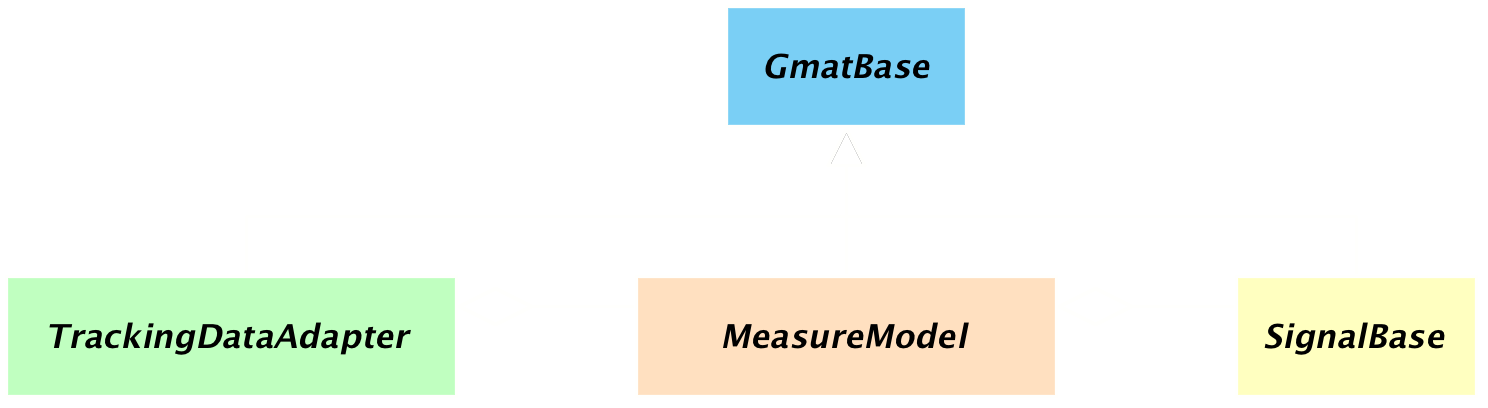 GmatBase
TrackingDataAdapter
MeasureModel
SignalBase